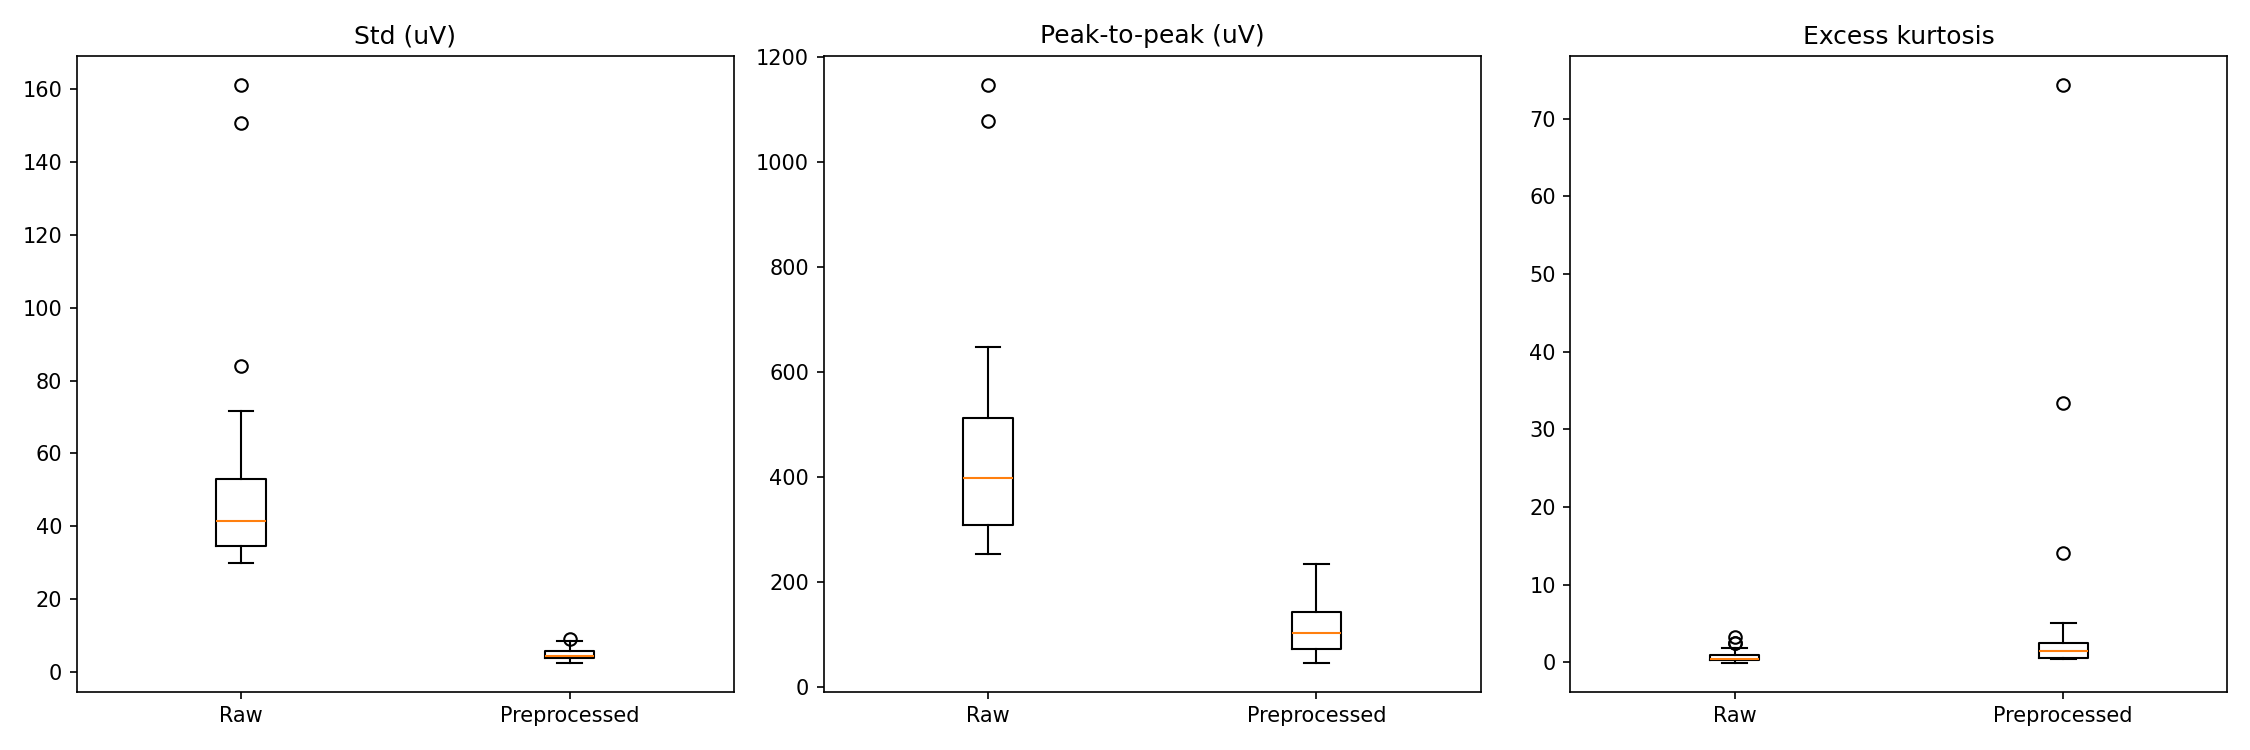 Std (uV)
160
140
120
100
80
60
40
20
0
Raw
Preprocessed
Peak-to-peak (uV)
1200
1000
800
600
400
200
0
Raw
Preprocessed
Excess kurtosis
70
60
50
40
30
20
10
0
Raw
Preprocessed